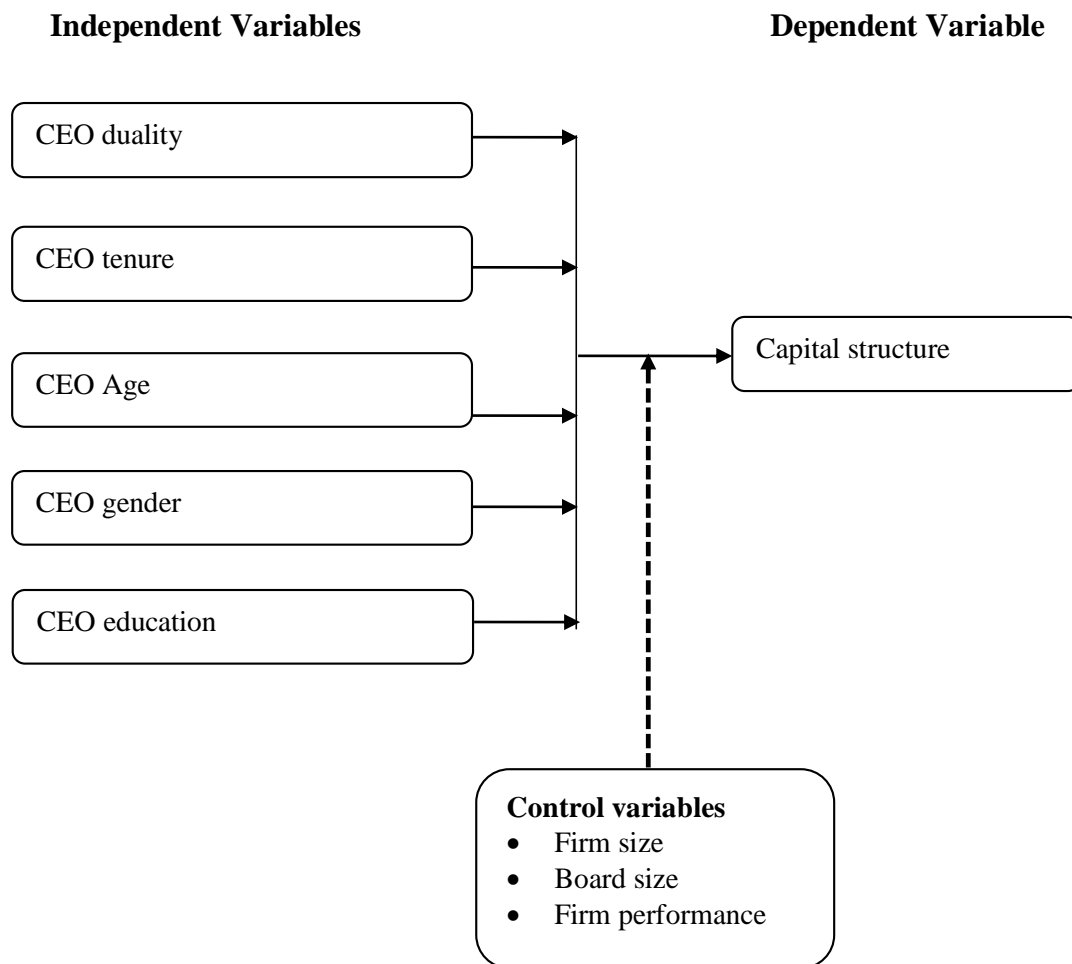 Independent Variables
Dependent Variable
CEO duality
CEO tenure
CEO Age
CEO gender
CEO education
Capital structure
Control variables
• Firm size
• Board size
• Firm performance